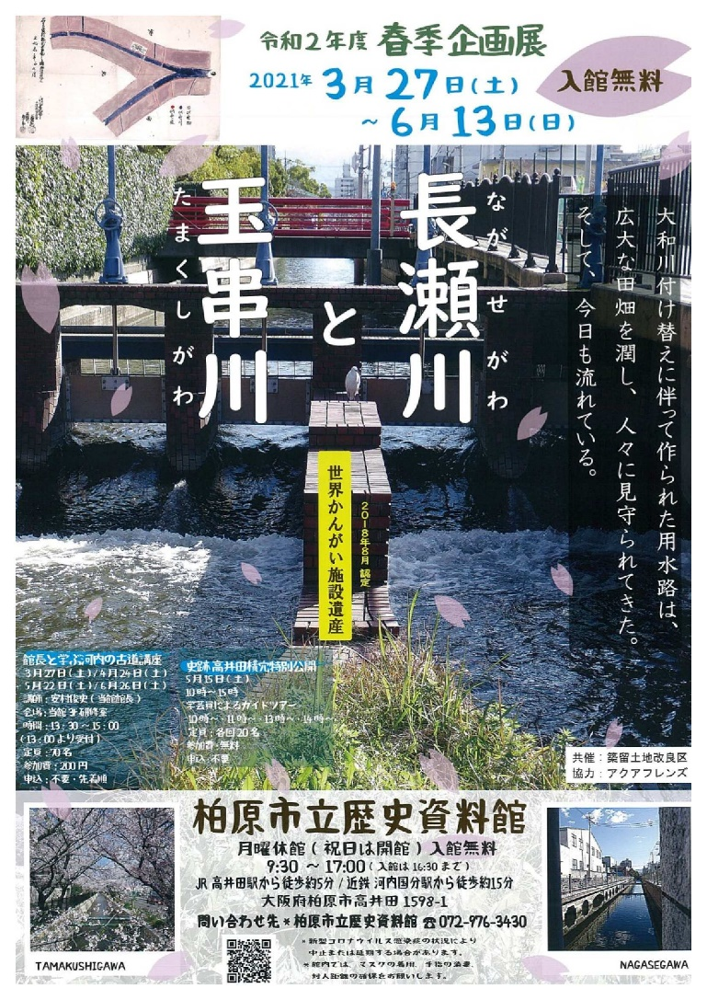 令和2年度 春季企画展
2021年 3月27日(土)
～6月13日(日)
入館無料
大和川付け替えに伴って作られた用水路は、
広大な田畑を潤し、人々に見守られてきた。
そして、今日も流れている。
長瀬川
ながせがわ
と
玉串川
たまくしがわ
世界かんがい施設遺産
2018年8月 認定
館長と学ぶ河内の古道講座
3月27日(土)/4月24日(土)
5月22日(土)/6月26日(土)
講師:安村俊史(当館館長)
会場:当館3F研修室
時間:13:30～15:00
(13:00より受付)
定員:70名
参加費:200円
申込:不要・先着順
史跡高井田横穴特別公開
5月15日(土)
10時～15時
学芸員によるガイドツアー
10時～・11時～・13時～・14時～
定員:各回20名
参加費:無料
申込:不要
共催:築留土地改良区
協力:アクアフレンズ
柏原市立歴史資料館
月曜休館(祝日は開館)入館無料
9:30 ～ 17:00(入館は16:30まで)
JR 高井田駅から徒歩約5分 / 近鉄 河内国分駅から徒歩約15分
大阪府柏原市高井田 1598-1
問い合わせ先*柏原市立歴史資料館 ☎072-976-3430
*新型コロナウイルス感染症の状況により
中止または延期する場合があります。
*館内では、マスクの着用、手指の消毒、
対人距離の確保をお願いします。
TAMAKUSHIGAWA
NAGASEGAWA